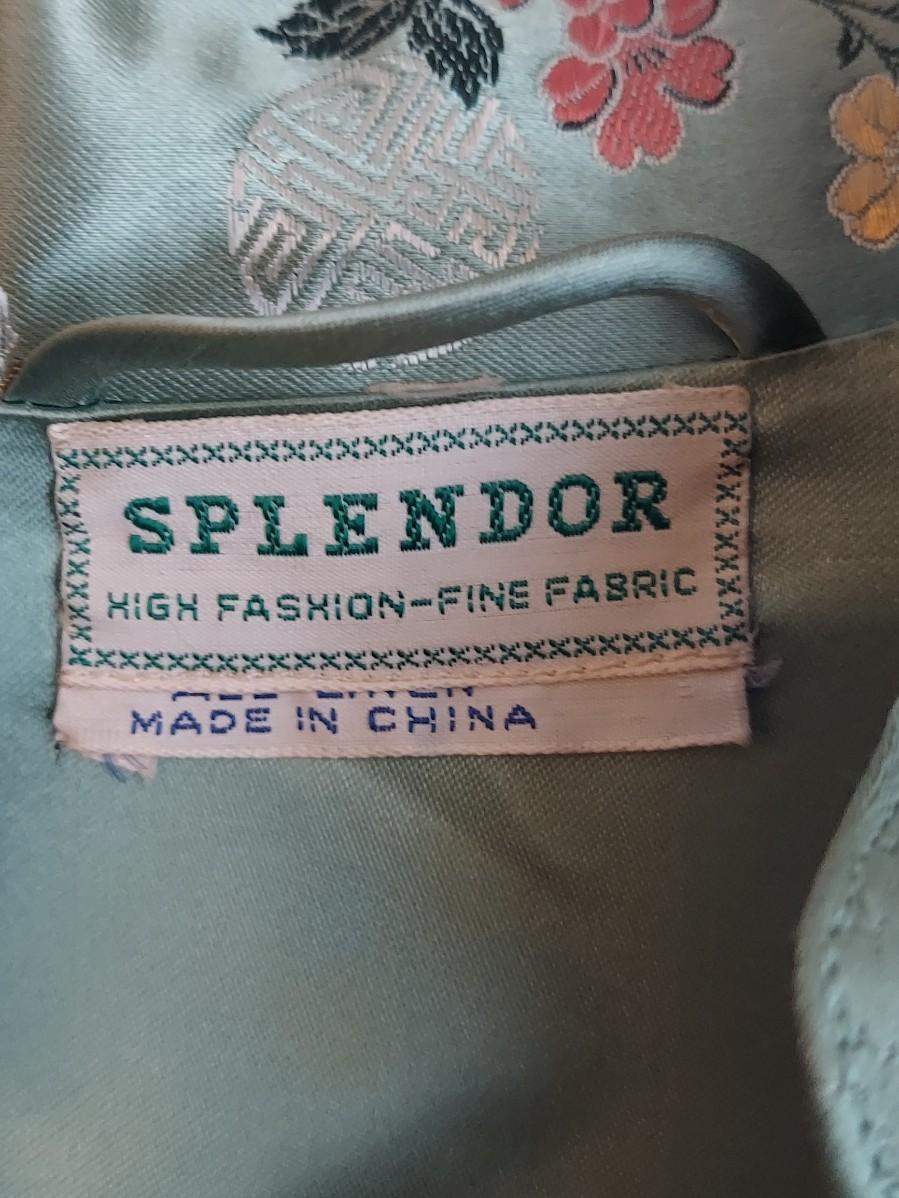 SPLENDOR
HIGH FASHION-FINE FABRIC
MADE IN CHINA